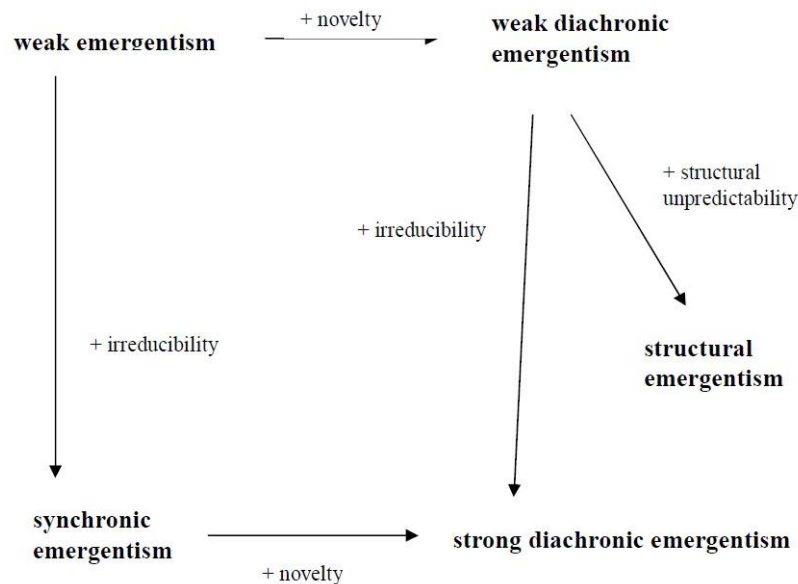 + novelty
weak emergentism
weak diachronic
emergentism
+ structural
unpredictability
+ irreducibility
+ irreducibility
structural
emergentism
synchronic
emergentism
strong diachronic emergentism
+ novelty